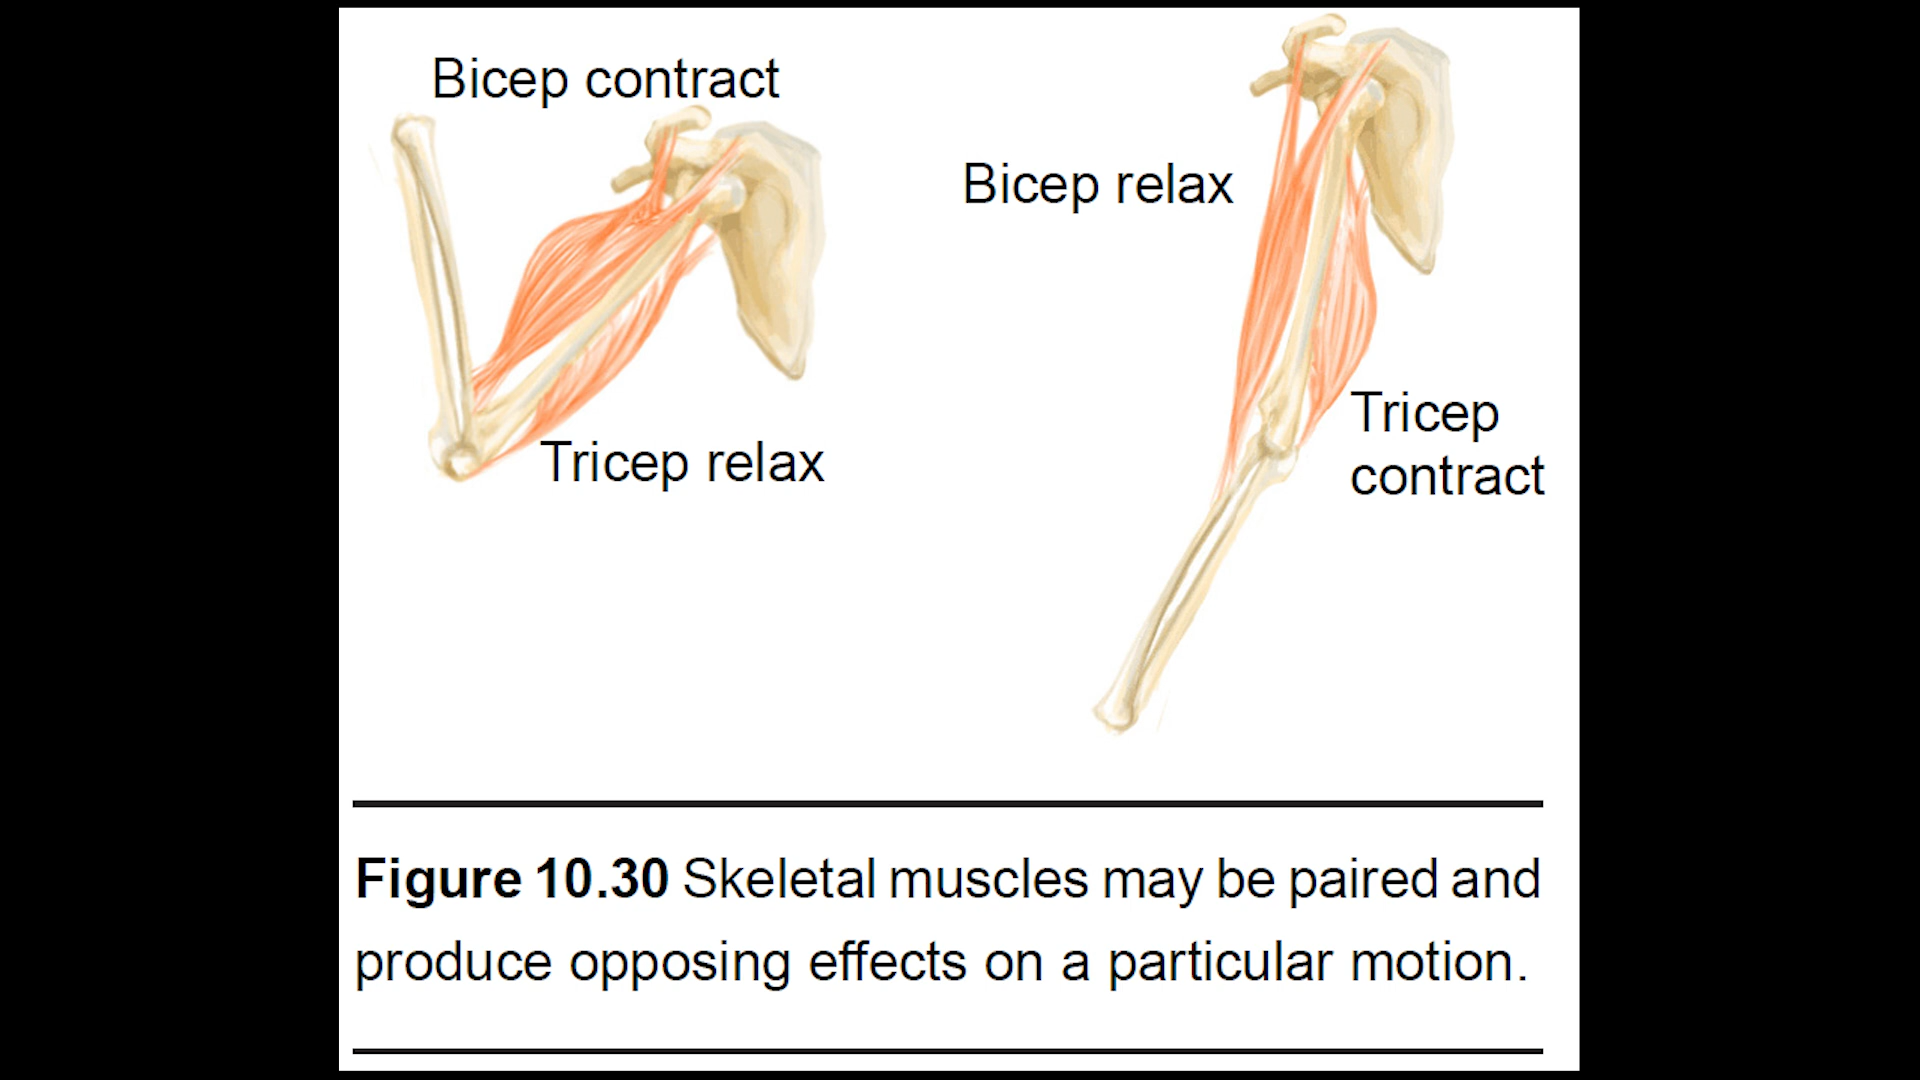 Bicep contract
Tricep relax
Bicep relax
Tricep
contract
Figure 10.30 Skeletal muscles may be paired and
produce opposing effects on a particular motion.